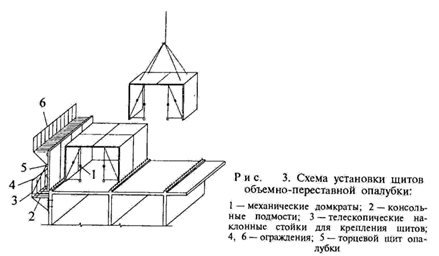 6
5
4
3
2
1
Р и с. 3. Схема установки щитов
объемно-переставной опалубки:
1 — механические домкраты; 2 — консоль-
ные подмости; 3 — телескопические на-
клонные стойки для крепления щитов;
4, 6 — ограждения; 5 — торцевой щит опа-
лубки